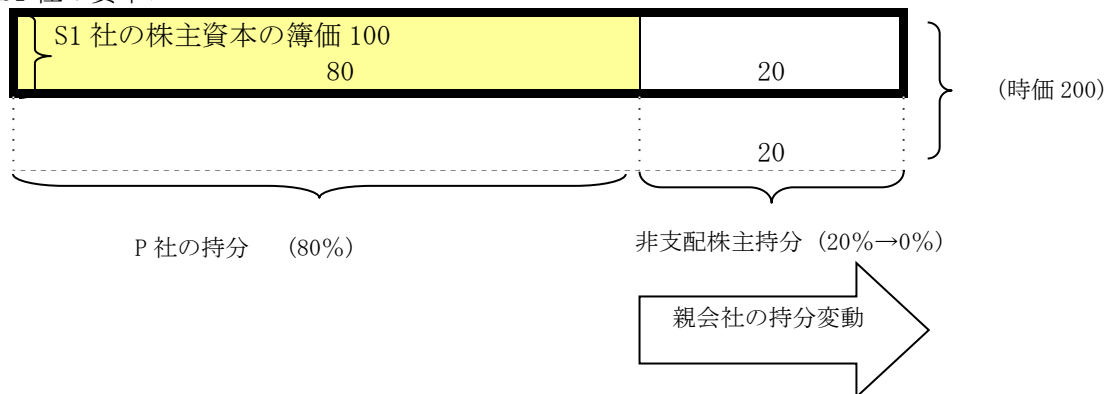 S1 社の株主資本の簿価 100
80
20
(時価 200)
20
P 社の持分 (80%)
非支配株主持分 (20%→0%)
親会社の持分変動